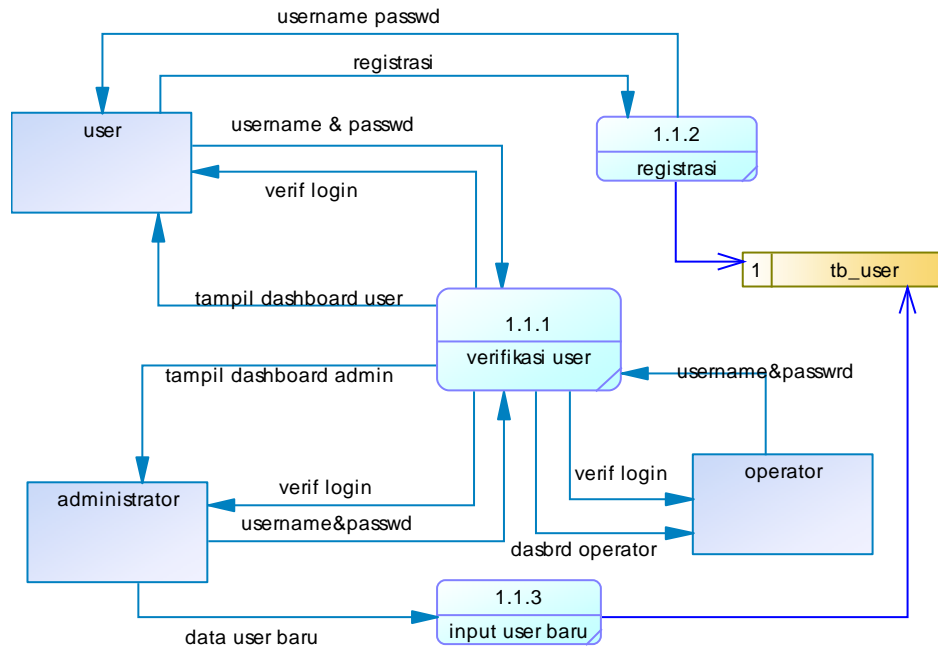 username passwd
registrasi
user
username & passwd
1.1.2
registrasi
verif login
1
tb_user
tampil dashboard user
1.1.1
verifikasi user
tampil dashboard admin
username&passwrd
operator
administrator
verif login
verif login
username&passwd
dasbrd operator
1.1.3
input user baru
data user baru